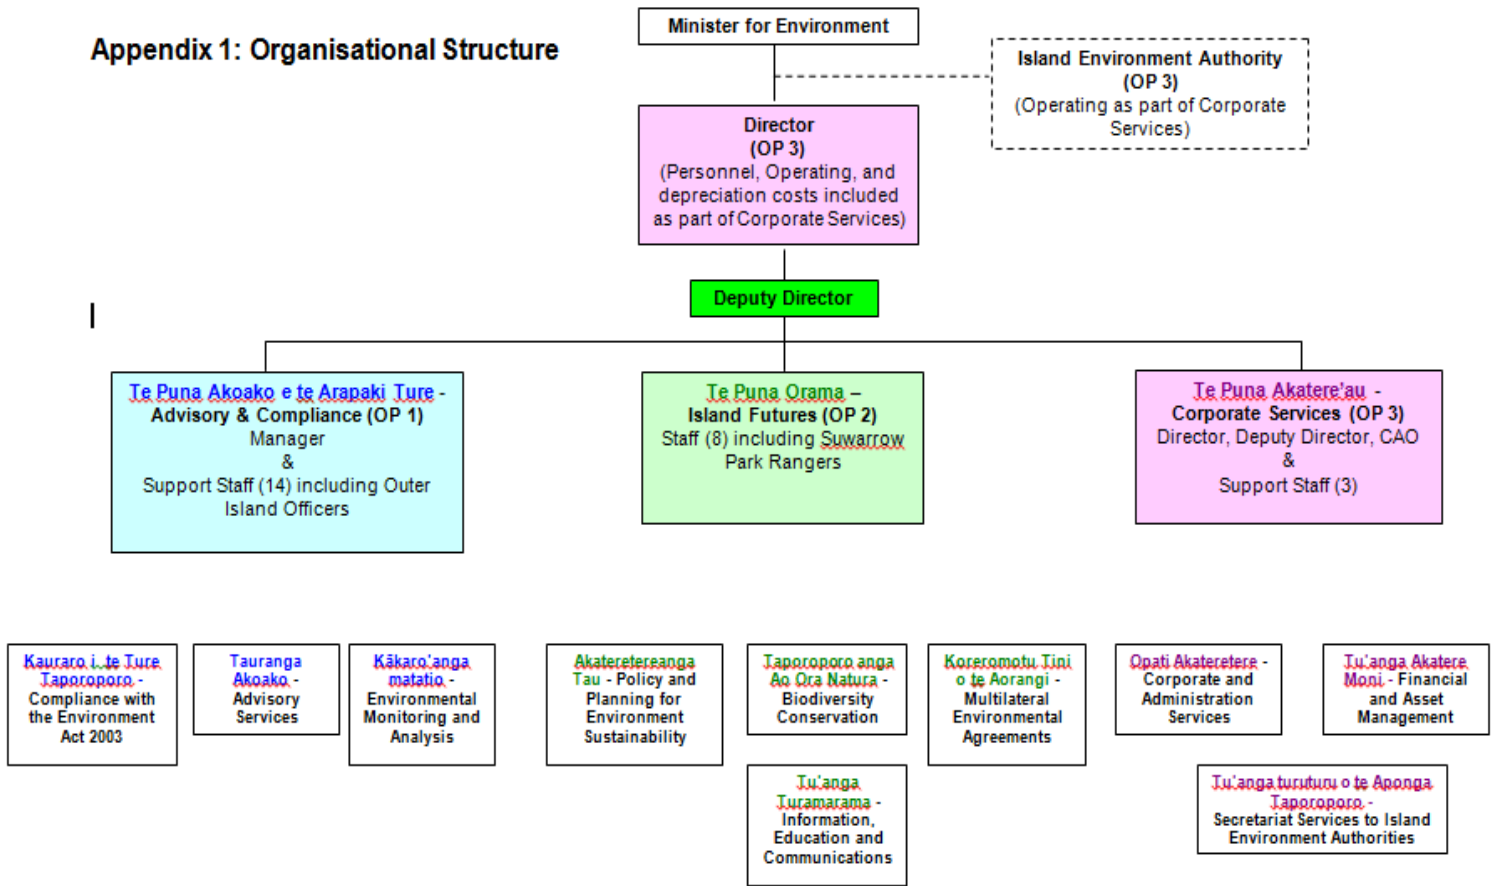 Appendix 1: Organisational Structure
Minister for Environment
Island Environment Authority
(OP 3)
(Operating as part of Corporate
Services)
Director
(OP 3)
(Personnel, Operating, and
depreciation costs included
as part of Corporate Services)
Deputy Director
Te Puna Akoako e te Arapaki Ture -
Advisory & Compliance (OP 1)
Manager
&
Support Staff (14) including Outer
Island Officers
Te Puna Orama –
Island Futures (OP 2)
Staff (8) including Suwarrow
Park Rangers
Te Puna Akatere'au -
Corporate Services (OP 3)
Director, Deputy Director, CAO
&
Support Staff (3)
Kauraro i te Ture
Taporoporo -
Compliance with
the Environment
Act 2003
Tauranga
Akoako -
Advisory
Services
Kākaro'anga
matatio -
Environmental
Monitoring and
Analysis
Akateretereanga
Tau - Policy and
Planning for
Environment
Sustainability
Taporoporo anga
Ao Ora Natura -
Biodiversity
Conservation
Koreromotu Tini
o te Aorangi -
Multilateral
Environmental
Agreements
Opati Akateretere -
Corporate and
Administration
Services
Tu'anga Akatere
Moni - Financial
and Asset
Management
Tu'anga
Turamarama -
Information,
Education and
Communications
Tu'anga turuturu o te Aponga
Taporoporo -
Secretariat Services to Island
Environment Authorities